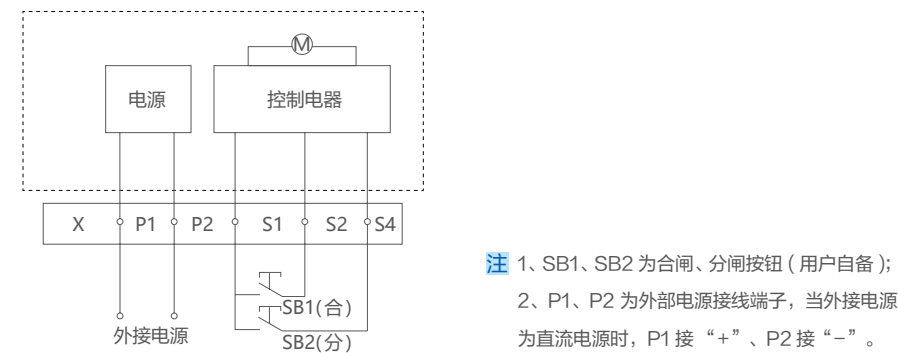 M
电源
控制电器
X P1 P2 S1 S2 S4
SB1(合)
外接电源
SB2(分)
注 1、SB1、SB2 为合闸、分闸按钮 ( 用户自备 );
2、P1、P2 为外部电源接线端子，当外接电源
为直流电源时，P1 接 “+” 、P2 接“-” 。